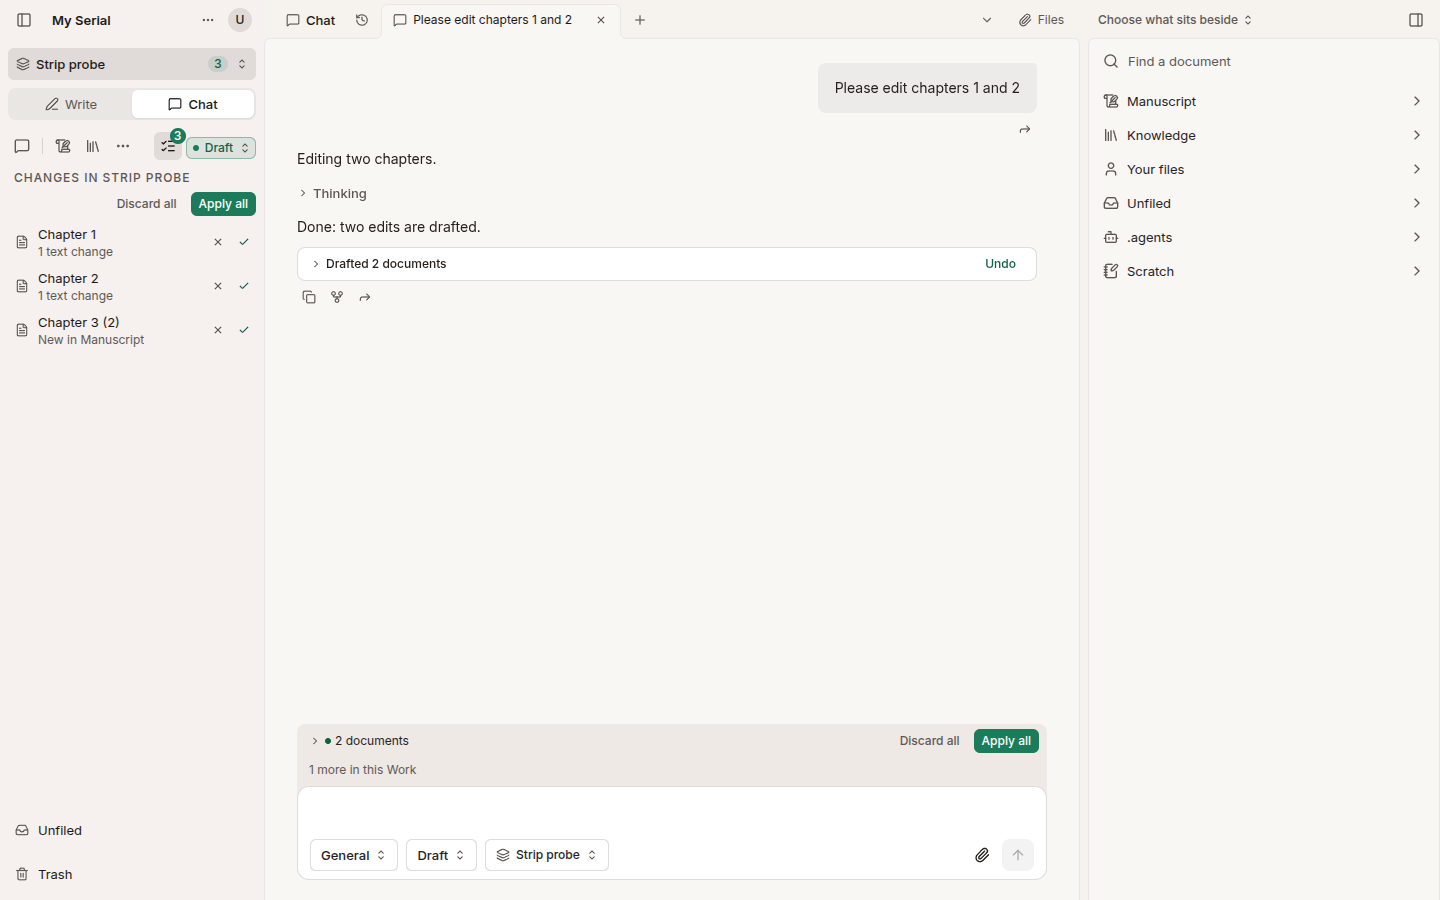 My Serial
U
Strip probe
3
Write
Chat
3
Draft
CHANGES IN STRIP PROBE
Discard all
Apply all
Chapter 1
1 text change
Chapter 2
1 text change
Chapter 3 (2)
New in Manuscript
Unfiled
Trash
Chat
Please edit chapters 1 and 2
Files
Please edit chapters 1 and 2
Editing two chapters.
Thinking
Done: two edits are drafted.
Drafted 2 documents
Undo
2 documents
Discard all
Apply all
1 more in this Work
General
Draft
Strip probe
Choose what sits beside
Find a document
Manuscript
Knowledge
Your files
Unfiled
.agents
Scratch